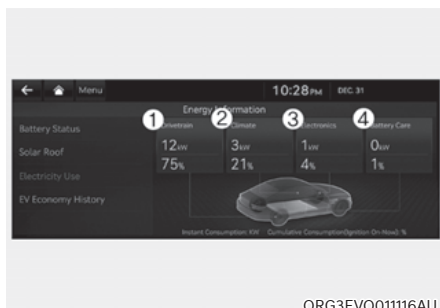 ← Menu 10:28 PM DEC. 31
Energy Information
Battery Status
Solar Roof
Electricity Use
EV Economy History
1 Drivetrain 2 Climate 3 Electronics 4 Battery Care
12kW 3kW 1kW 0kW
75% 21% 4% 1%
Instant Consumption: KW Cumulative Consumption(Ignition On~Now): %
ORG3EVQ011116AU